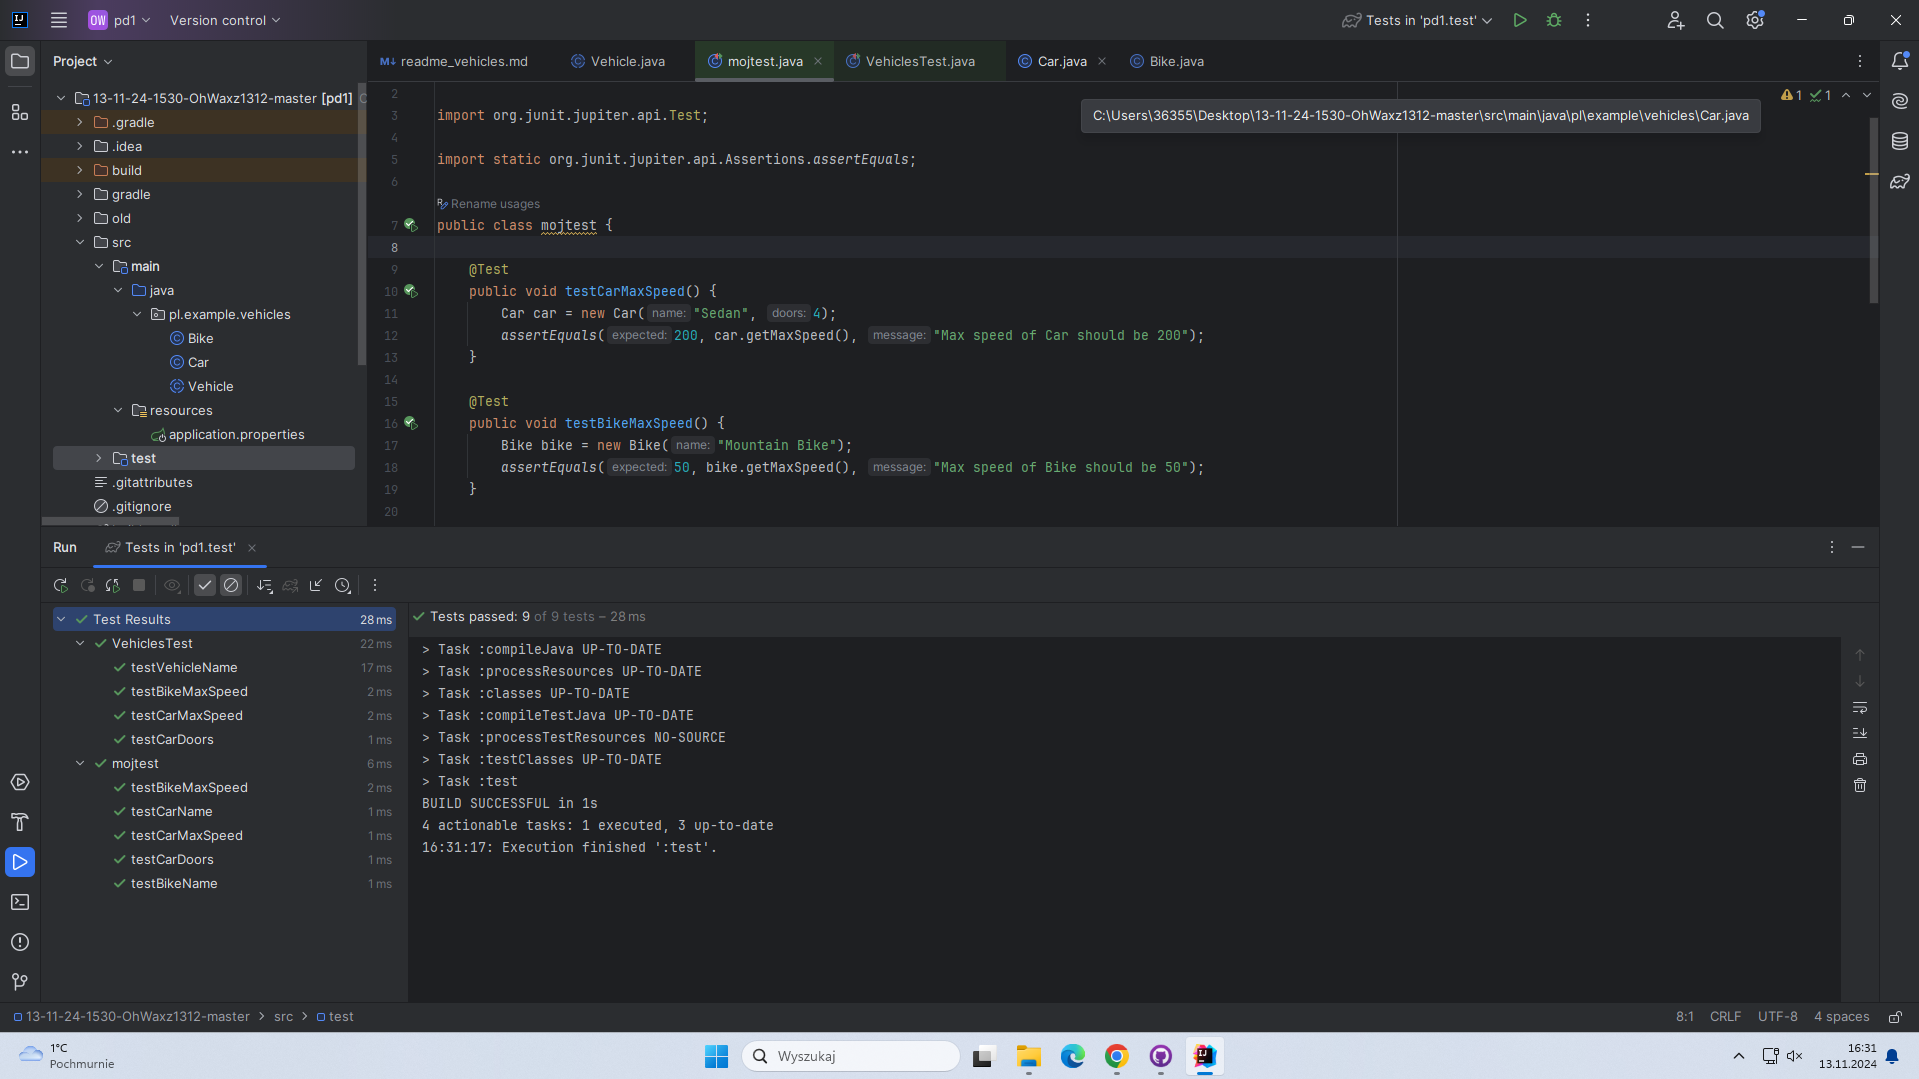 OW pd1 Version control Tests in 'pd1.test'
Project
readme_vehicles.md Vehicle.java mojtest.java VehiclesTest.java Car.java Bike.java
13-11-24-1530-OhWaxz1312-master [pd1]
.gradle
.idea
build
gradle
old
src
main
java
pl.example.vehicles
Bike
Car
Vehicle
resources
application.properties
test
.gitattributes
.gitignore
1 1
C:\Users\36355\Desktop\13-11-24-1530-OhWaxz1312-master\src\main\java\pl\example\vehicles\Car.java
2
3 import org.junit.jupiter.api.Test;
4
5 import static org.junit.jupiter.api.Assertions.assertEquals;
6
Rename usages
7 public class mojtest {
8
9 @Test
10 public void testCarMaxSpeed() {
11 Car car = new Car( name: "Sedan", doors: 4);
12 assertEquals( expected: 200, car.getMaxSpeed(), message: "Max speed of Car should be 200");
13 }
14
15 @Test
16 public void testBikeMaxSpeed() {
17 Bike bike = new Bike( name: "Mountain Bike");
18 assertEquals( expected: 50, bike.getMaxSpeed(), message: "Max speed of Bike should be 50");
19 }
20
Run Tests in 'pd1.test'
Test Results 28 ms
VehiclesTest 22 ms
testVehicleName 17 ms
testBikeMaxSpeed 2 ms
testCarMaxSpeed 2 ms
testCarDoors 1 ms
mojtest 6 ms
testBikeMaxSpeed 2 ms
testCarName 1 ms
testCarMaxSpeed 1 ms
testCarDoors 1 ms
testBikeName 1 ms
Tests passed: 9 of 9 tests – 28 ms
> Task :compileJava UP-TO-DATE
> Task :processResources UP-TO-DATE
> Task :classes UP-TO-DATE
> Task :compileTestJava UP-TO-DATE
> Task :processTestResources NO-SOURCE
> Task :testClasses UP-TO-DATE
> Task :test
BUILD SUCCESSFUL in 1s
4 actionable tasks: 1 executed, 3 up-to-date
16:31:17: Execution finished ':test'.
13-11-24-1530-OhWaxz1312-master > src > test 8:1 CRLF UTF-8 4 spaces
1°C
Pochmurnie
Wyszukaj
16:31
13.11.2024